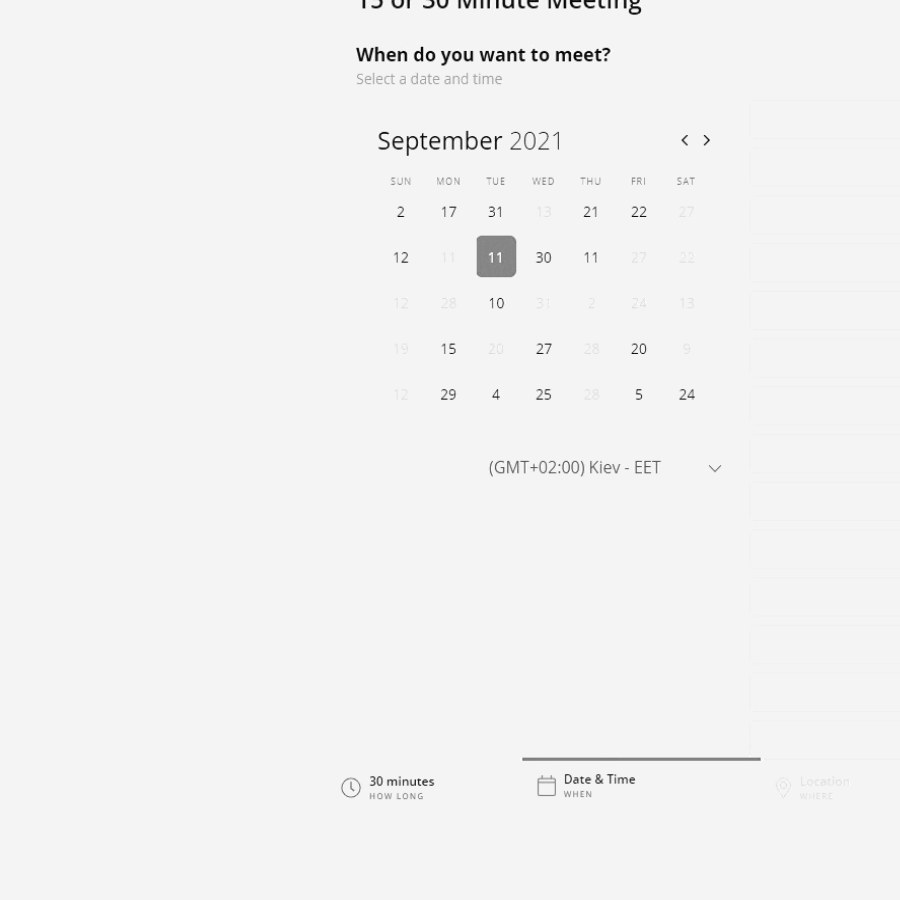 15 or 30 Minute Meeting
When do you want to meet?
Select a date and time
September 2021
SUN MON TUE WED THU FRI SAT
2 17 31 13 21 22 27
12 11 11 30 11 27 22
12 28 10 31 2 24 13
19 15 20 27 28 20 9
12 29 4 25 28 5 24
(GMT+02:00) Kiev - EET
30 minutes
HOW LONG
Date & Time
WHEN
Location
WHERE